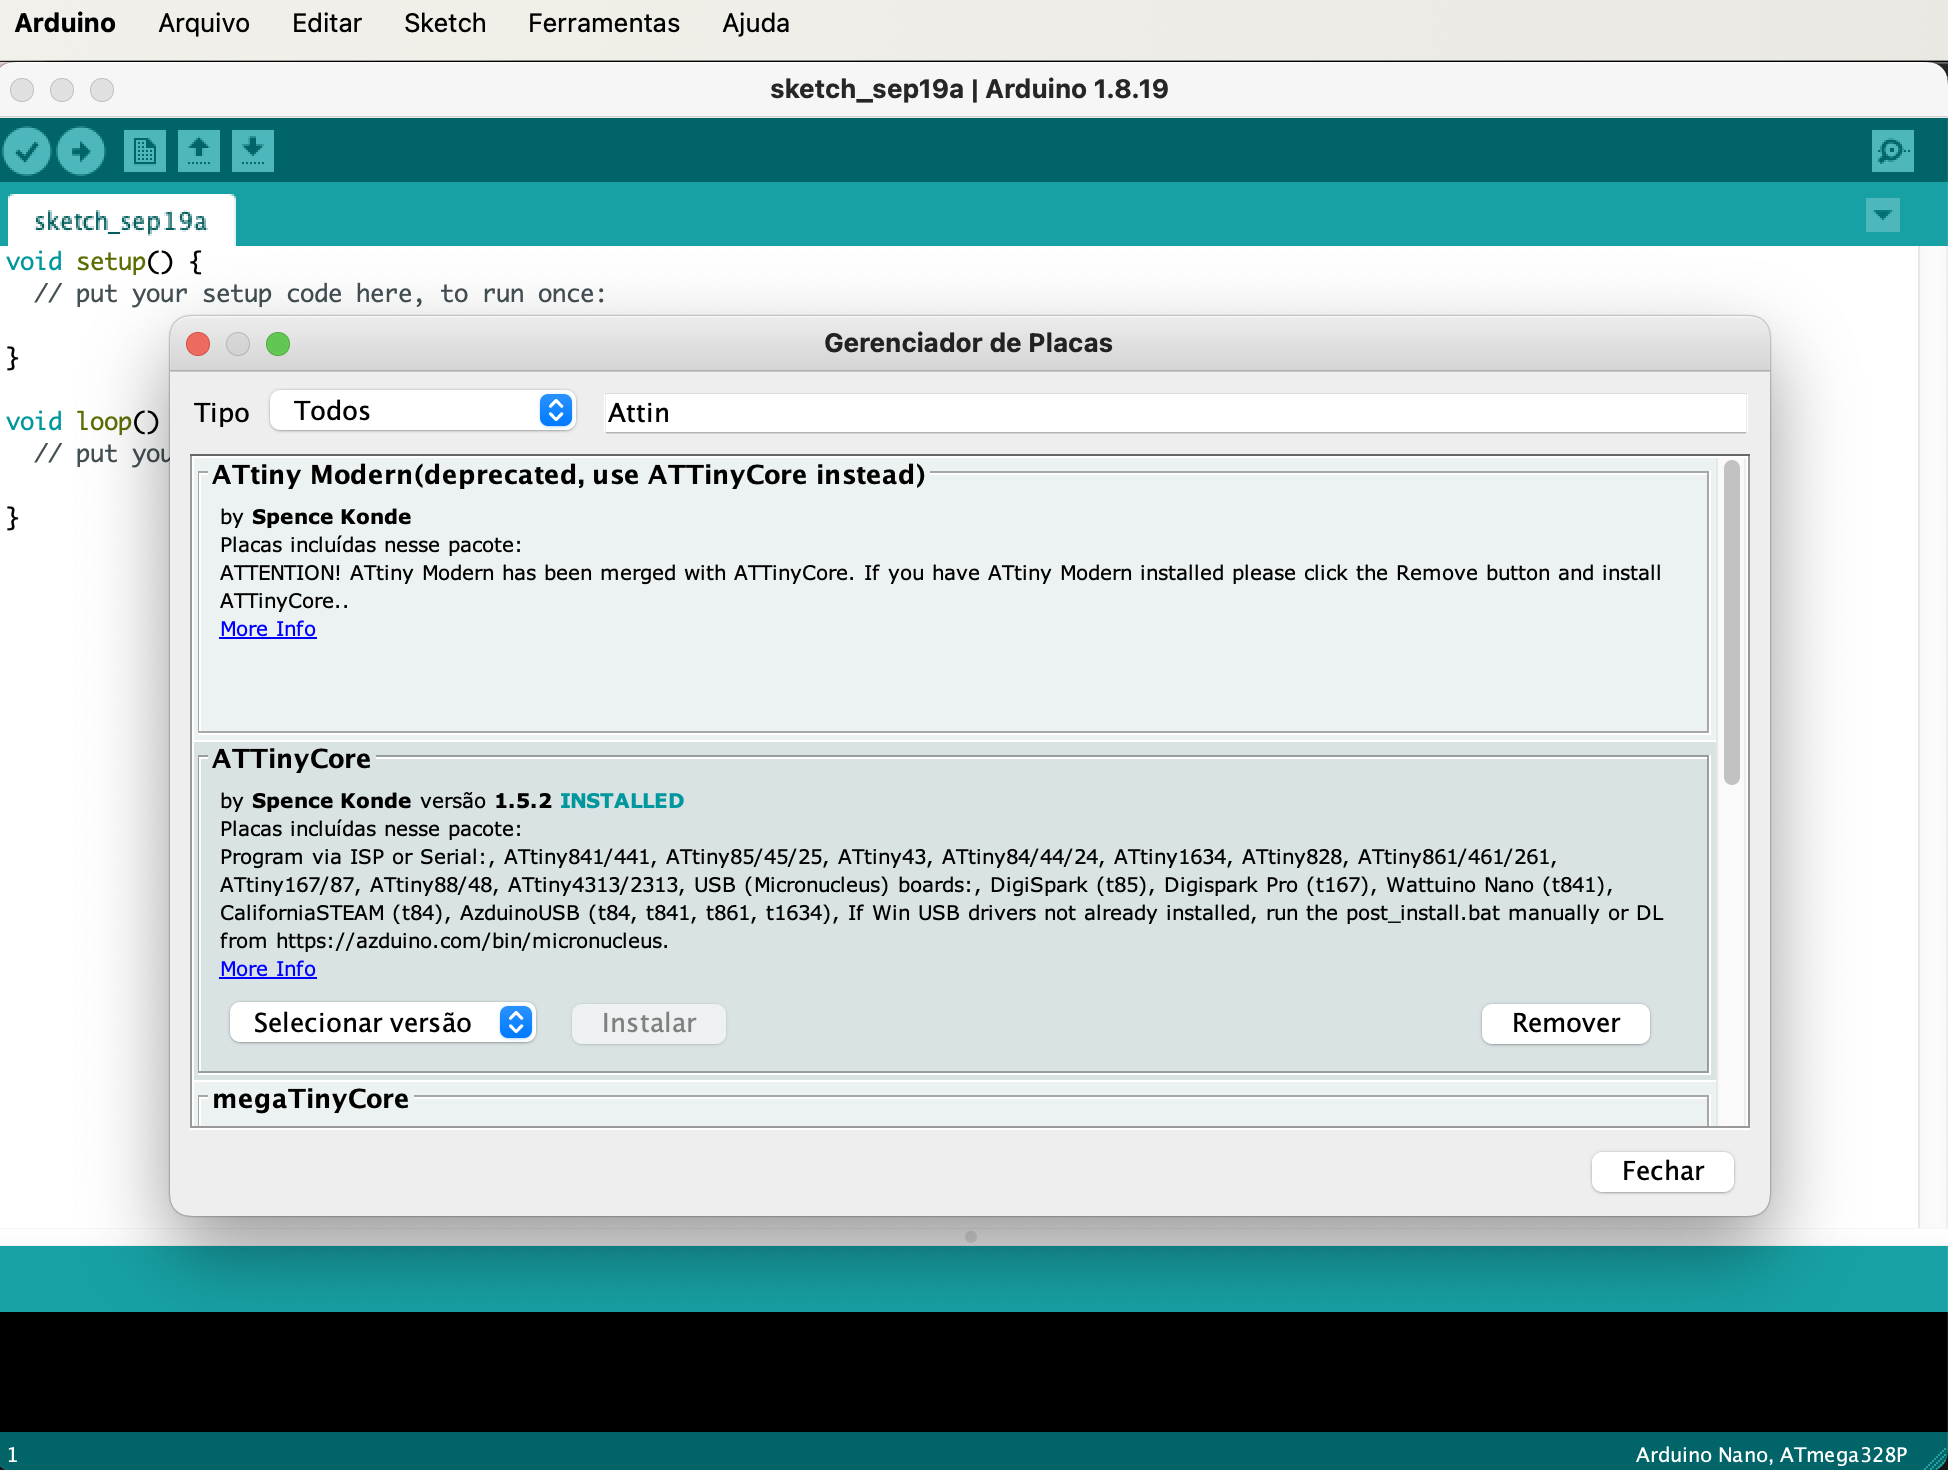 Arduino Arquivo Editar Sketch Ferramentas Ajuda
sketch_sep19a | Arduino 1.8.19
sketch_sep19a
void setup() {
// put your setup code here, to run once:
}
void loop()
// put you
}
Gerenciador de Placas
Tipo Todos Attin
ATtiny Modern(deprecated, use ATTinyCore instead)
by Spence Konde
Placas incluídas nesse pacote:
ATTENTION! ATtiny Modern has been merged with ATTinyCore. If you have ATtiny Modern installed please click the Remove button and install
ATTinyCore..
More Info
ATTinyCore
by Spence Konde versão 1.5.2 INSTALLED
Placas incluídas nesse pacote:
Program via ISP or Serial:, ATtiny841/441, ATtiny85/45/25, ATtiny43, ATtiny84/44/24, ATtiny1634, ATtiny828, ATtiny861/461/261,
ATtiny167/87, ATtiny88/48, ATtiny4313/2313, USB (Micronucleus) boards:, DigiSpark (t85), Digispark Pro (t167), Wattuino Nano (t841),
CaliforniaSTEAM (t84), AzduinoUSB (t84, t841, t861, t1634), If Win USB drivers not already installed, run the post_install.bat manually or DL
from https://azduino.com/bin/micronucleus.
More Info
Selecionar versão Instalar Remover
megaTinyCore
Fechar
1 Arduino Nano, ATmega328P